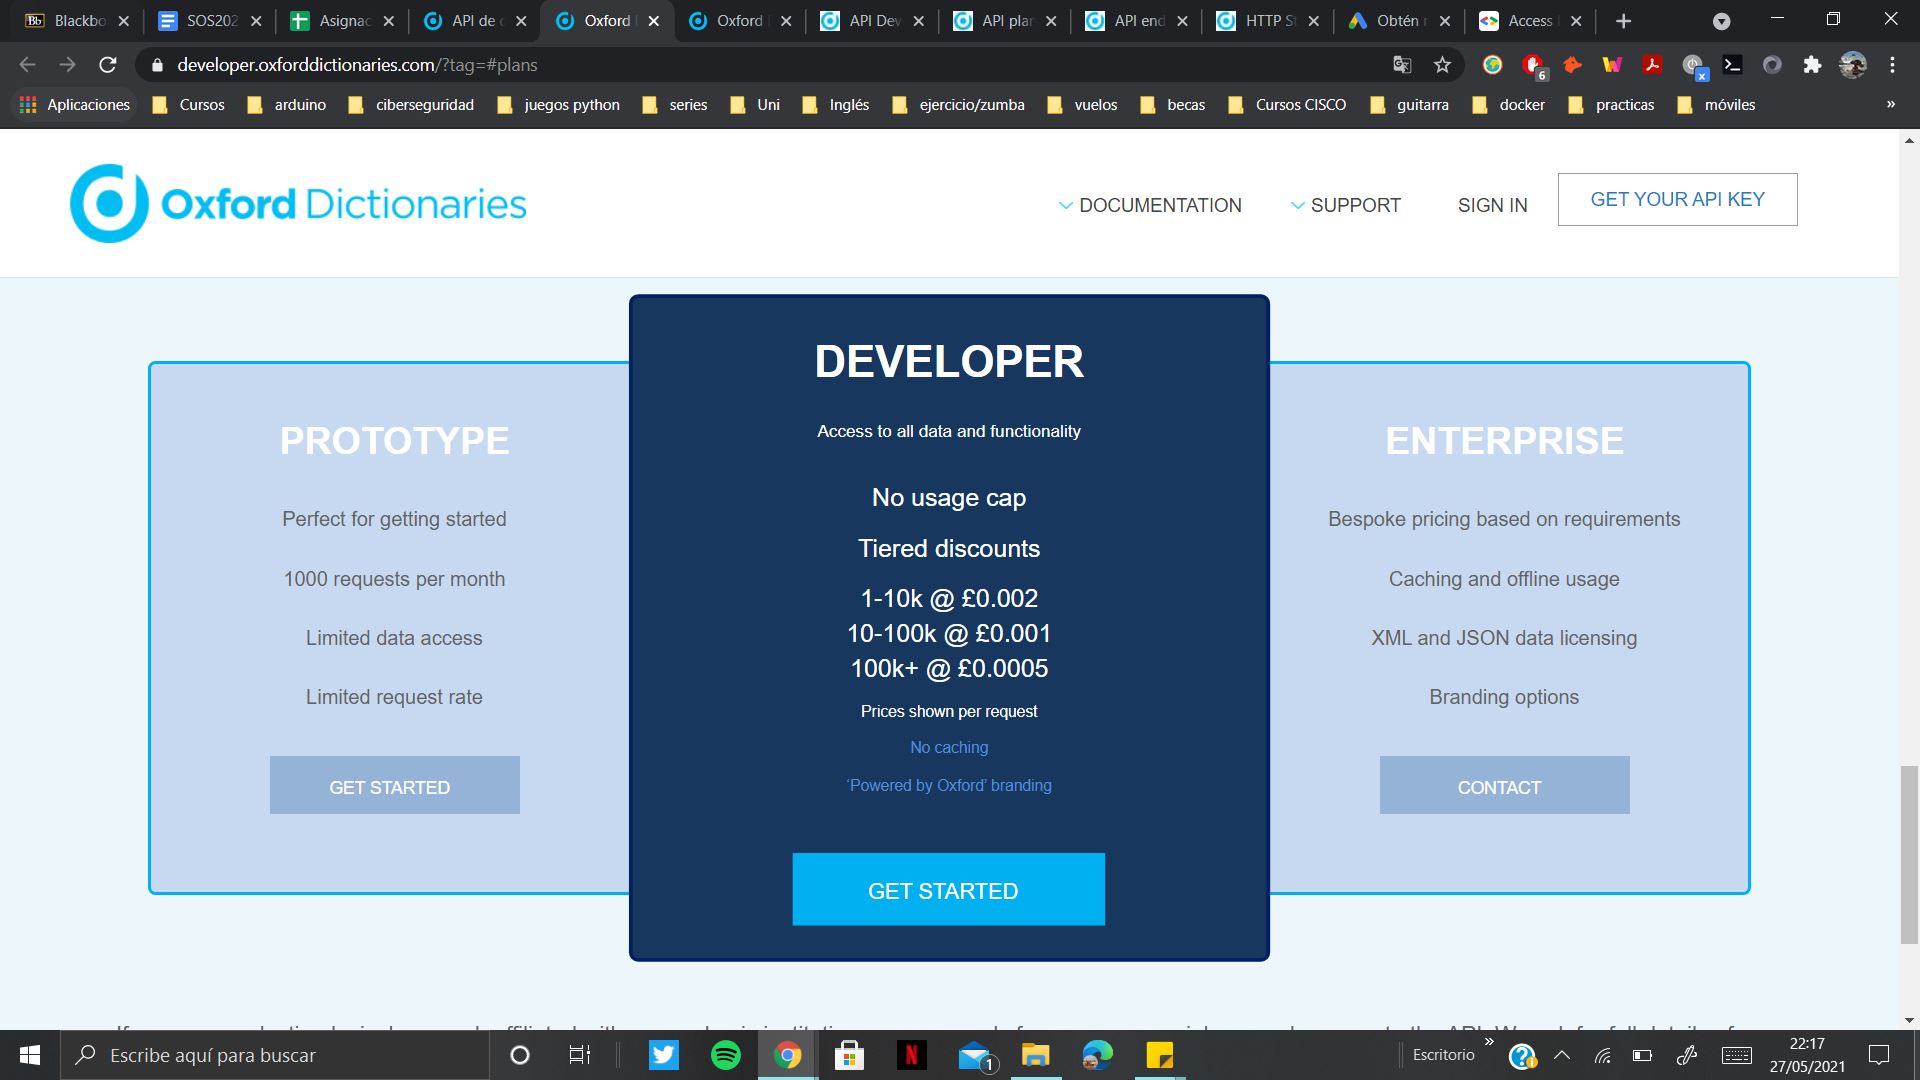 Blackbo
SOS202
Asignac
API de
Oxford
Oxford
API Dev
API plan
API end
HTTP St
Obtén
Access
developer.oxforddictionaries.com/?tag=#plans
6
x
Aplicaciones
Cursos
arduino
ciberseguridad
juegos python
series
Uni
Inglés
ejercicio/zumba
vuelos
becas
Cursos CISCO
guitarra
docker
practicas
móviles
»
Oxford Dictionaries
DOCUMENTATION
SUPPORT
SIGN IN
GET YOUR API KEY
PROTOTYPE
Perfect for getting started
1000 requests per month
Limited data access
Limited request rate
GET STARTED
DEVELOPER
Access to all data and functionality
No usage cap
Tiered discounts
1-10k @ £0.002
10-100k @ £0.001
100k+ @ £0.0005
Prices shown per request
No caching
‘Powered by Oxford’ branding
GET STARTED
ENTERPRISE
Bespoke pricing based on requirements
Caching and offline usage
XML and JSON data licensing
Branding options
CONTACT
Escribe aquí para buscar
1
Escritorio
»
22:17
27/05/2021